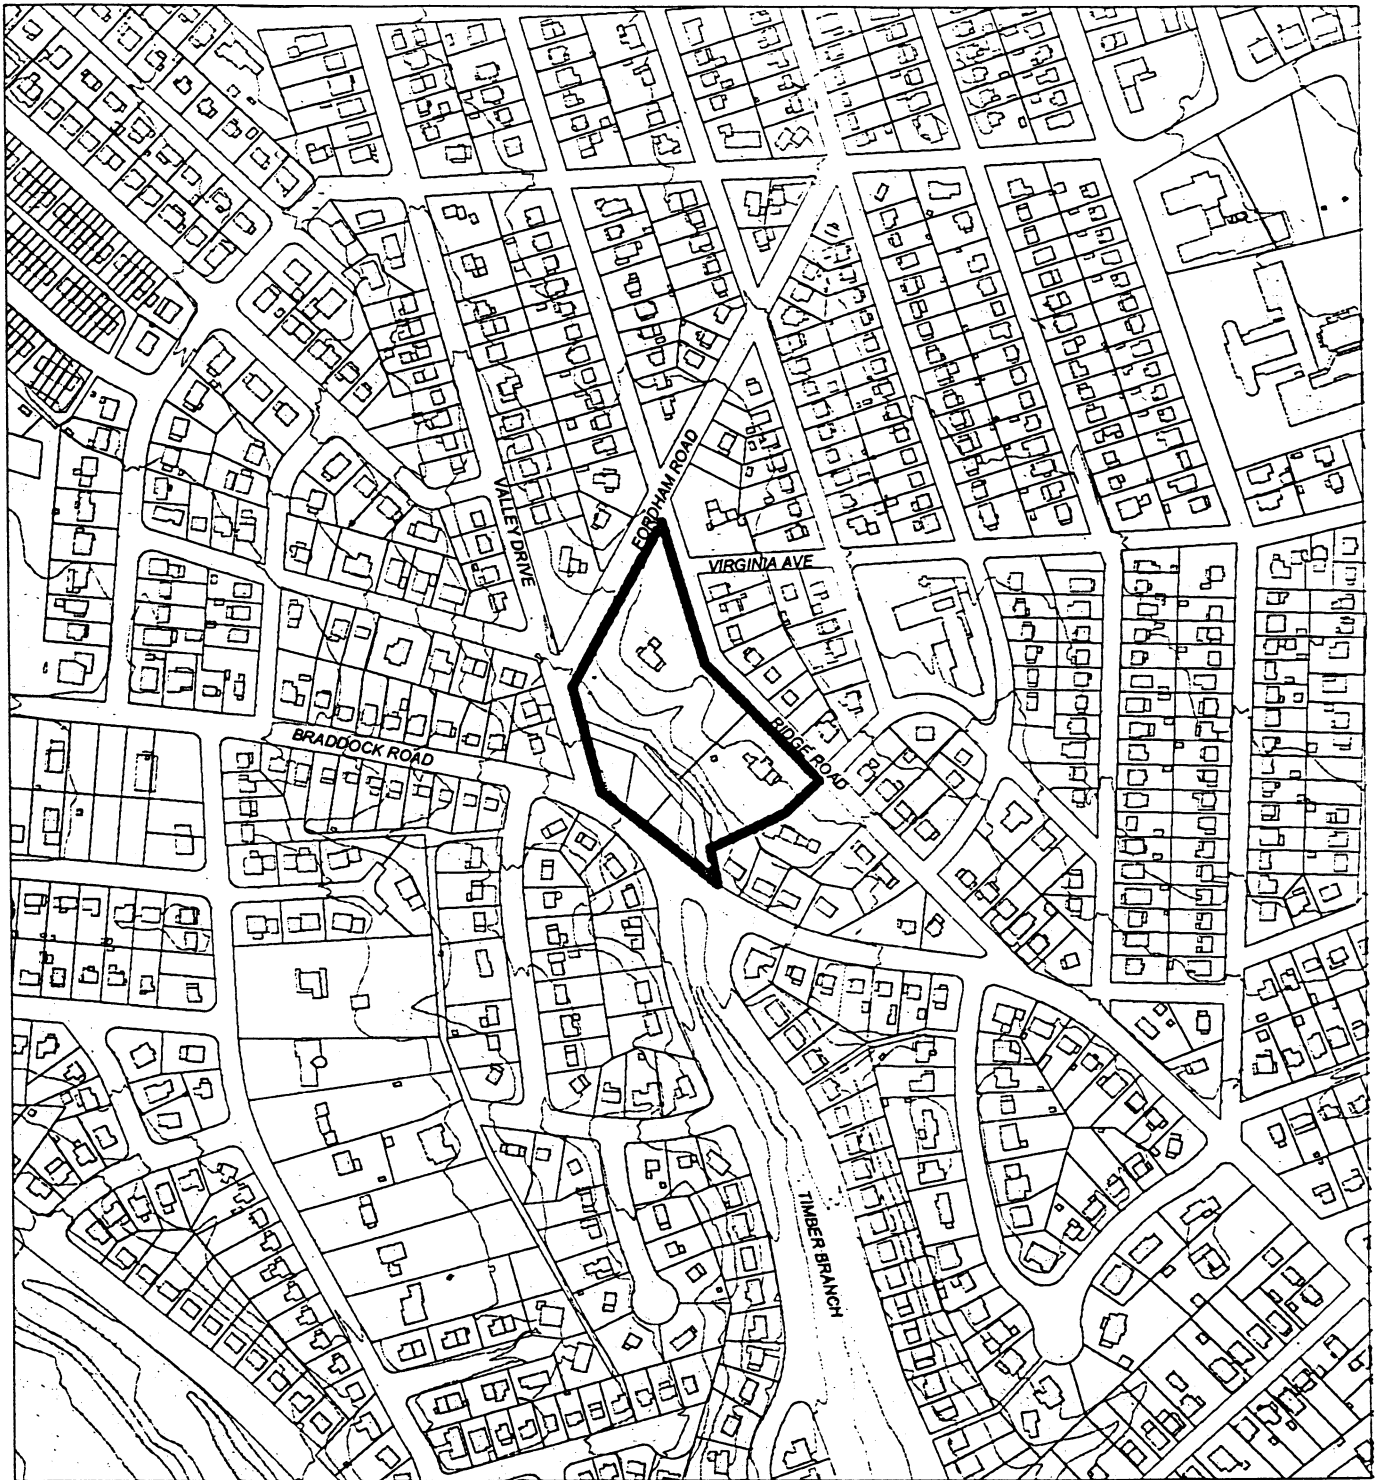 FORDHAM ROAD
VALLEY DRIVE
VIRGINIA AVE
RIDGE ROAD
BRADDOCK ROAD
TIMBER BRANCH